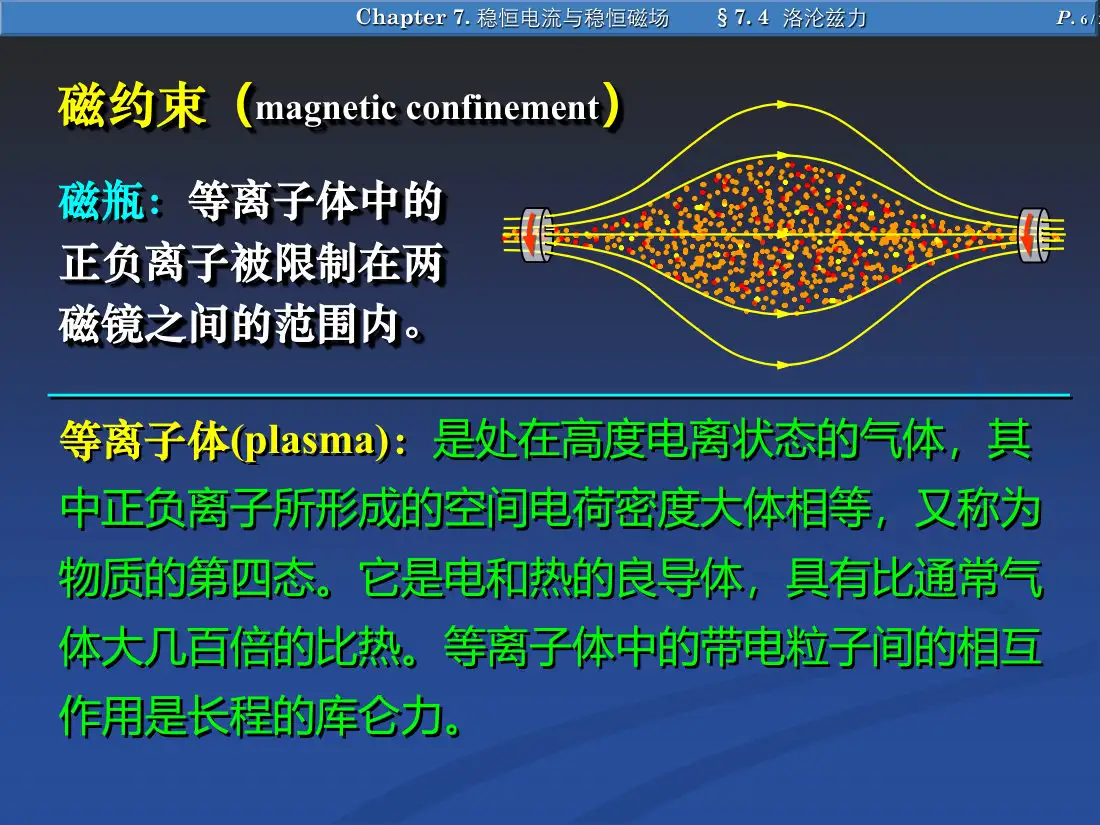 Chapter 7. 稳恒电流与稳恒磁场 § 7. 4 洛沦兹力 P. 6 /
磁约束（magnetic confinement）
磁瓶：等离子体中的
正负离子被限制在两
磁镜之间的范围内。
等离子体(plasma)：是处在高度电离状态的气体，其
中正负离子所形成的空间电荷密度大体相等，又称为
物质的第四态。它是电和热的良导体，具有比通常气
体大几百倍的比热。等离子体中的带电粒子间的相互
作用是长程的库仑力。